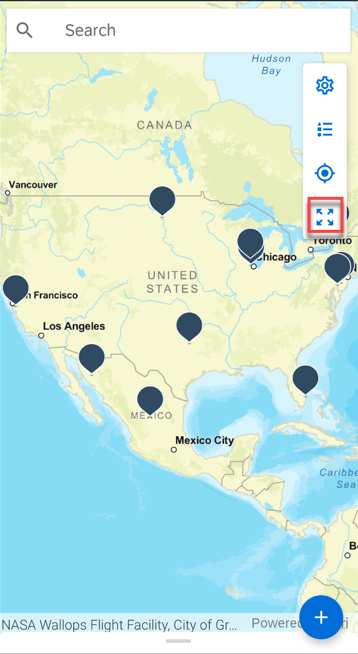 Search
Hudson
Bay
CANADA
Vancouver
Toronto
Chicago
UNITED
STATES
Francisco
Los Angeles
MEXICO
Mexico City
Caribbe
Sea
B
NASA Wallops Flight Facility, City of Gr...
Powered